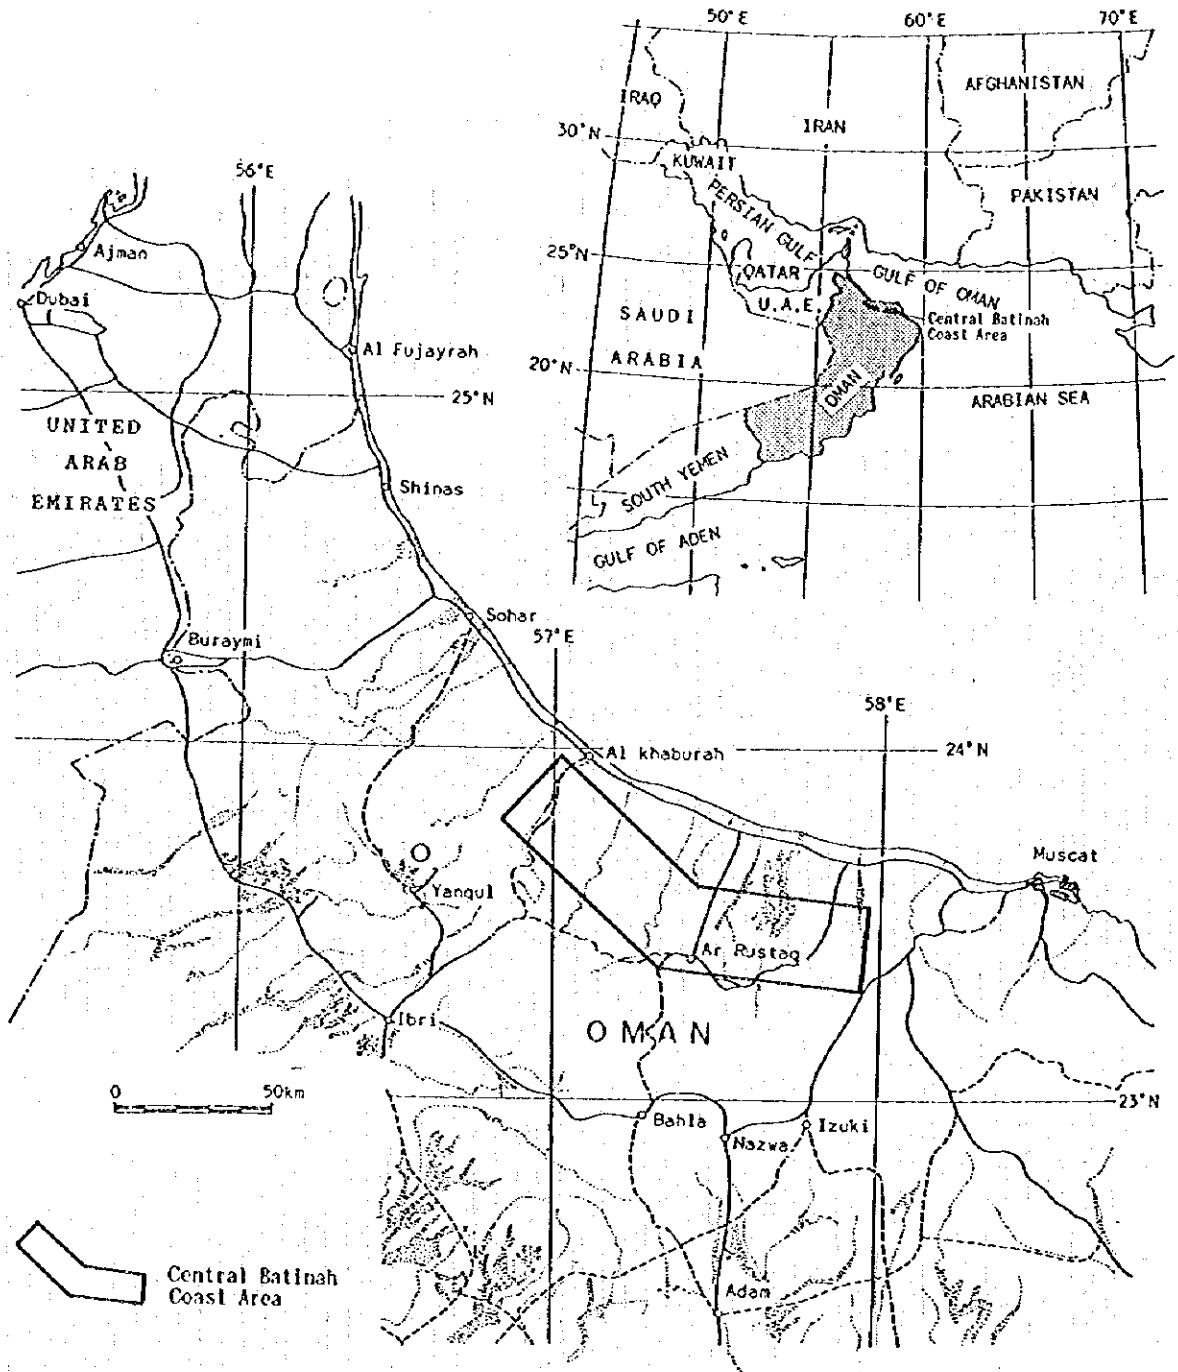 50°E
60°E
70°E
IRAQ
AFGHANISTAN
30°N
IRAN
KUWAIT
PAKISTAN
PERSIAN GULF
25°N
QATAR
GULF OF OMAN
U.A.E.
SAUDI
ARABIA
Central Batinah
Coast Area
20°N
OMAN
ARABIAN SEA
SOUTH YEMEN
GULF OF ADEN
56°E
Ajman
Dubai
Al Fujayrah
25°N
UNITED
ARAB
EMIRATES
Shinas
Sohar
57°E
Buraymi
58°E
Al khaburah
24°N
Muscat
Yanqul
Ar Rustaq
Ibri
OMAN
0 50km
23°N
Bahla
Nazwa
Izuki
Adam
Central Batinah
Coast Area